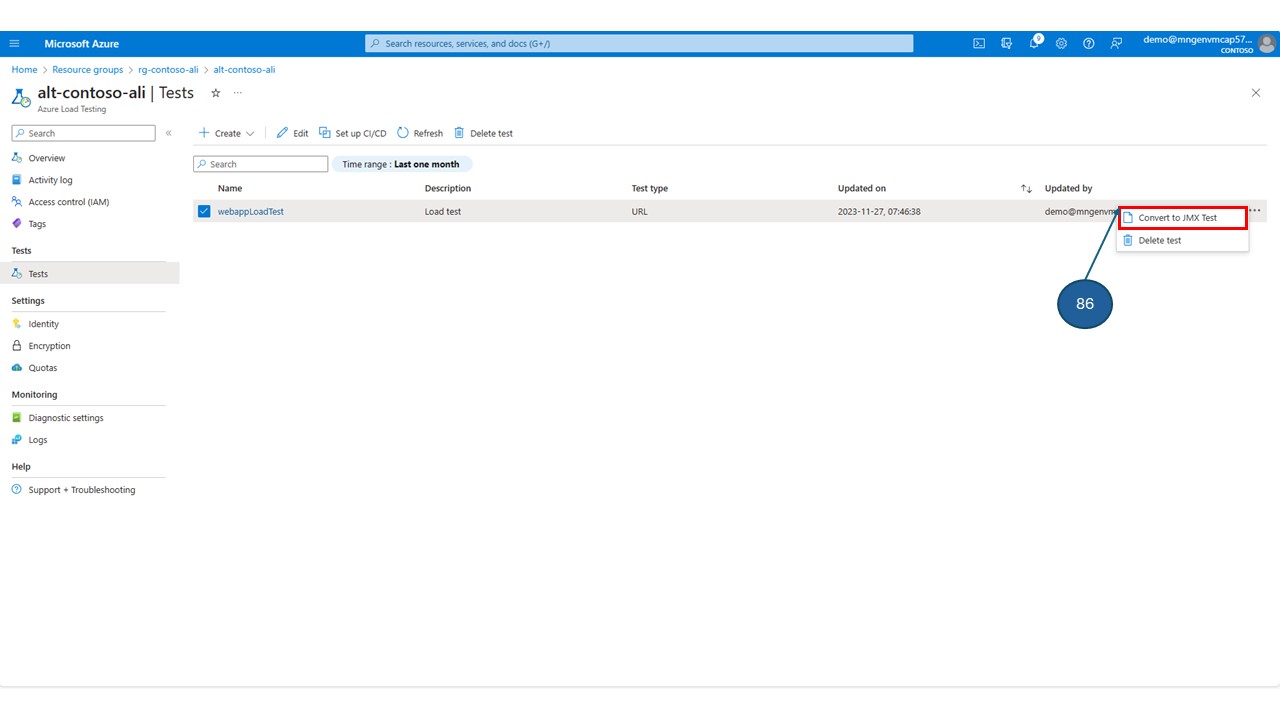 Microsoft Azure
Search resources, services, and docs (G+/)
9
demo@mngenvmcap57...
CONTOSO
Home > Resource groups > rg-contoso-ali > alt-contoso-ali
alt-contoso-ali | Tests
Azure Load Testing
Search
Create
Edit
Set up CI/CD
Refresh
Delete test
Overview
Activity log
Access control (IAM)
Tags
Tests
Tests
Settings
Identity
Encryption
Quotas
Monitoring
Diagnostic settings
Logs
Help
Support + Troubleshooting
Search
Time range : Last one month
Name Description Test type Updated on Updated by
webappLoadTest Load test URL 2023-11-27, 07:46:38 demo@mngenvm
Convert to JMX Test
Delete test
86